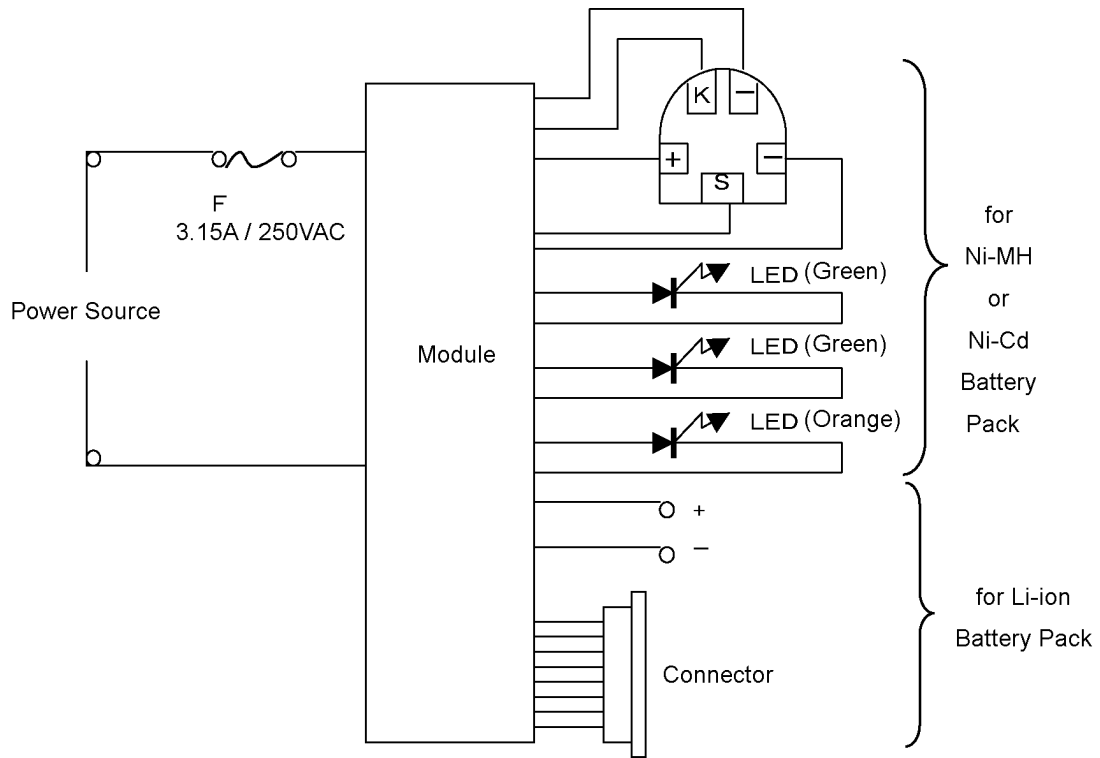 K
—
+
—
S
F
3.15A / 250VAC
Power Source
Module
LED (Green)
LED (Green)
LED (Orange)
+
—
Connector
for
Ni-MH
or
Ni-Cd
Battery
Pack
for Li-ion
Battery Pack